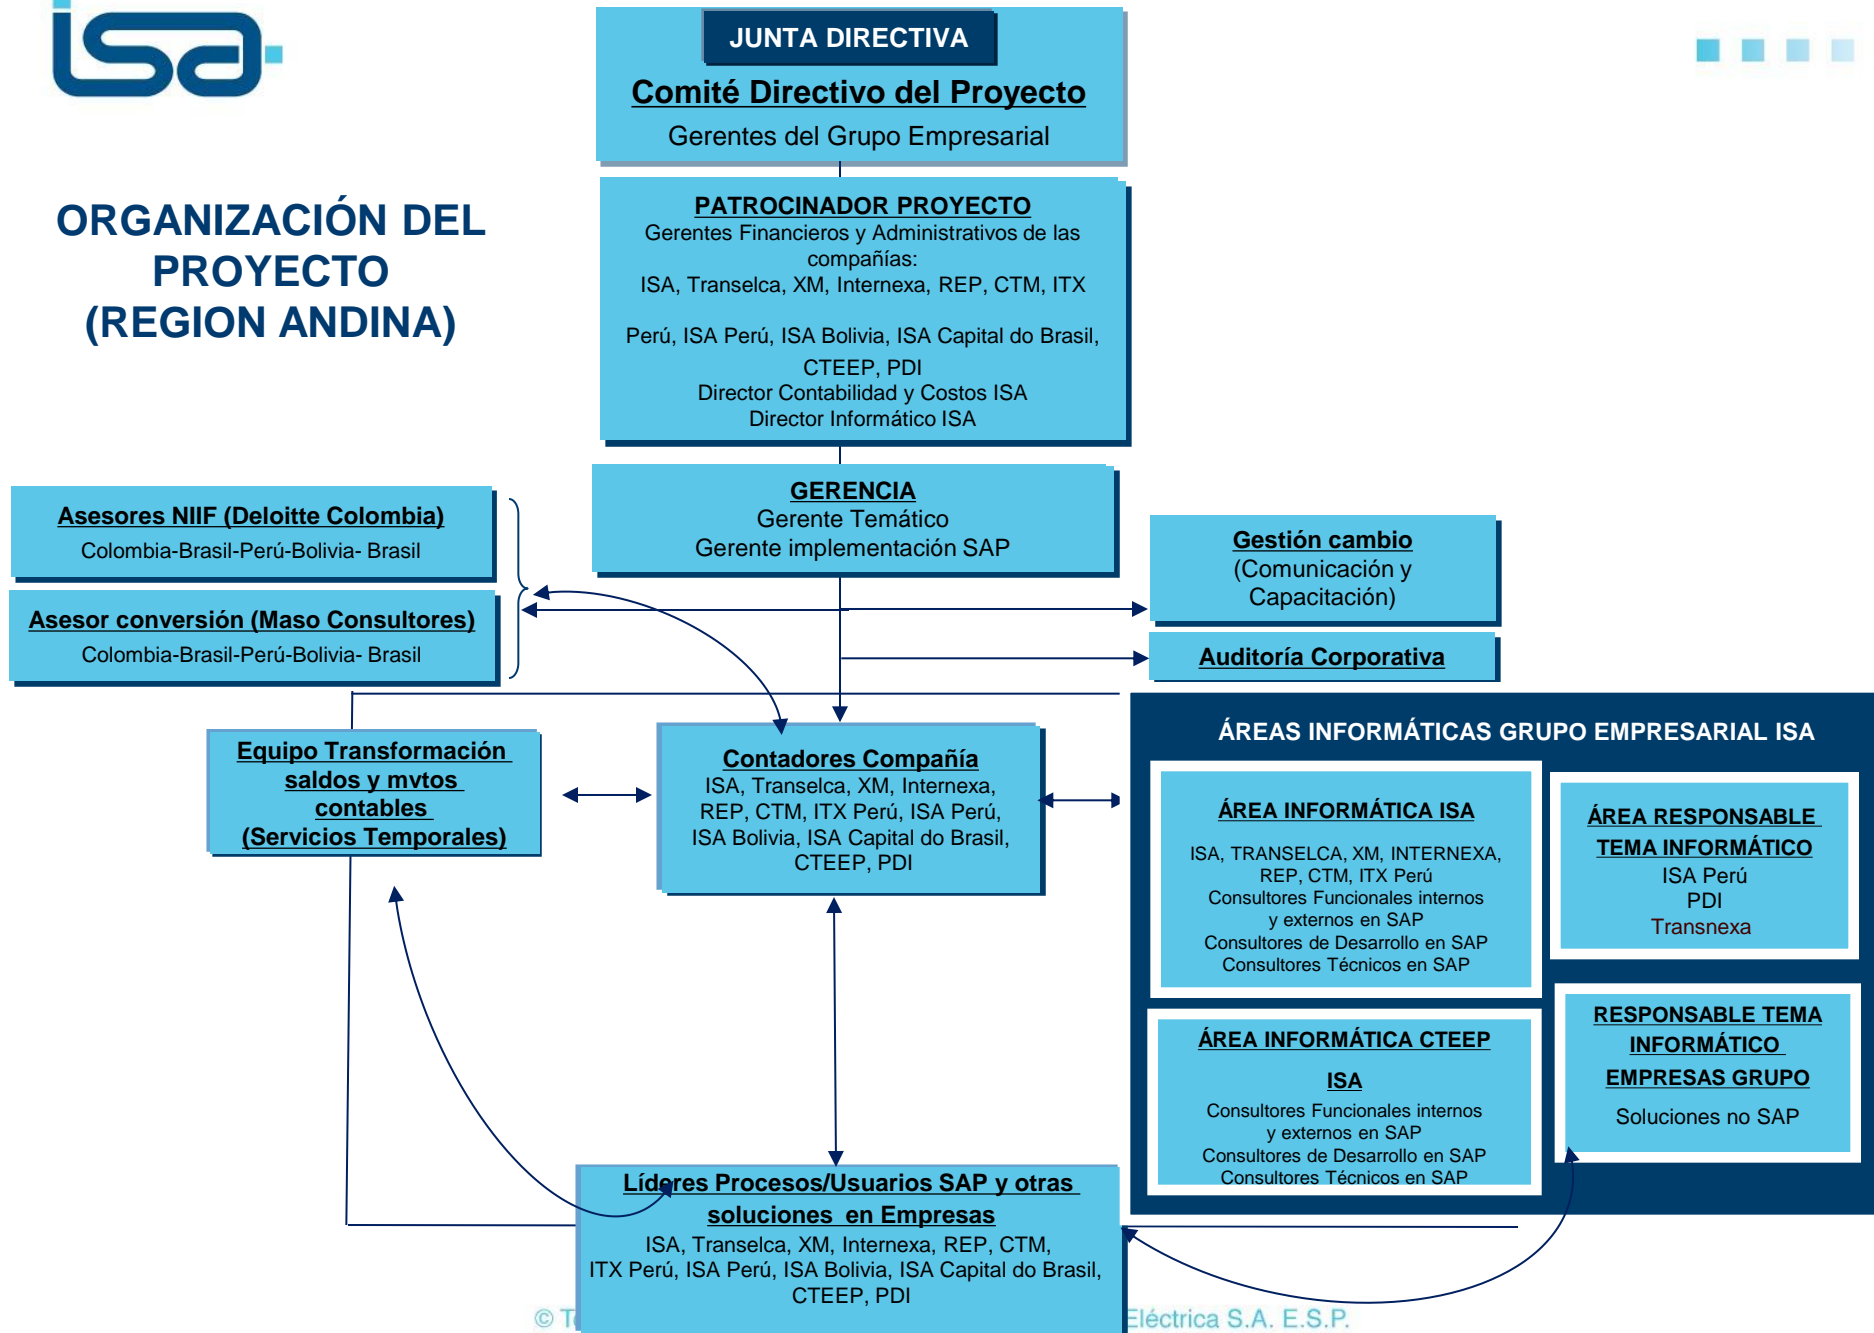 isa
JUNTA DIRECTIVA
Comité Directivo del Proyecto
Gerentes del Grupo Empresarial
ORGANIZACIÓN DEL
PROYECTO
(REGION ANDINA)
PATROCINADOR PROYECTO
Gerentes Financieros y Administrativos de las
compañías:
ISA, Transelca, XM, Internexa, REP, CTM, ITX
Perú, ISA Perú, ISA Bolivia, ISA Capital do Brasil,
CTEEP, PDI
Director Contabilidad y Costos ISA
Director Informático ISA
GERENCIA
Gerente Temático
Gerente implementación SAP
Asesores NIIF (Deloitte Colombia)
Colombia-Brasil-Perú-Bolivia- Brasil
Asesor conversión (Maso Consultores)
Colombia-Brasil-Perú-Bolivia- Brasil
Gestión cambio
(Comunicación y
Capacitación)
Auditoría Corporativa
Equipo Transformación
saldos y mvtos
contables
(Servicios Temporales)
Contadores Compañía
ISA, Transelca, XM, Internexa,
REP, CTM, ITX Perú, ISA Perú,
ISA Bolivia, ISA Capital do Brasil,
CTEEP, PDI
ÁREAS INFORMÁTICAS GRUPO EMPRESARIAL ISA
ÁREA INFORMÁTICA ISA
ISA, TRANSELCA, XM, INTERNEXA,
REP, CTM, ITX Perú
Consultores Funcionales internos
y externos en SAP
Consultores de Desarrollo en SAP
Consultores Técnicos en SAP
ÁREA RESPONSABLE
TEMA INFORMÁTICO
ISA Perú
PDI
Transnexa
ÁREA INFORMÁTICA CTEEP
ISA
Consultores Funcionales internos
y externos en SAP
Consultores de Desarrollo en SAP
Consultores Técnicos en SAP
RESPONSABLE TEMA
INFORMÁTICO
EMPRESAS GRUPO
Soluciones no SAP
Líderes Procesos/Usuarios SAP y otras
soluciones en Empresas
ISA, Transelca, XM, Internexa, REP, CTM,
ITX Perú, ISA Perú, ISA Bolivia, ISA Capital do Brasil,
CTEEP, PDI
© Eléctrica S.A. E.S.P.